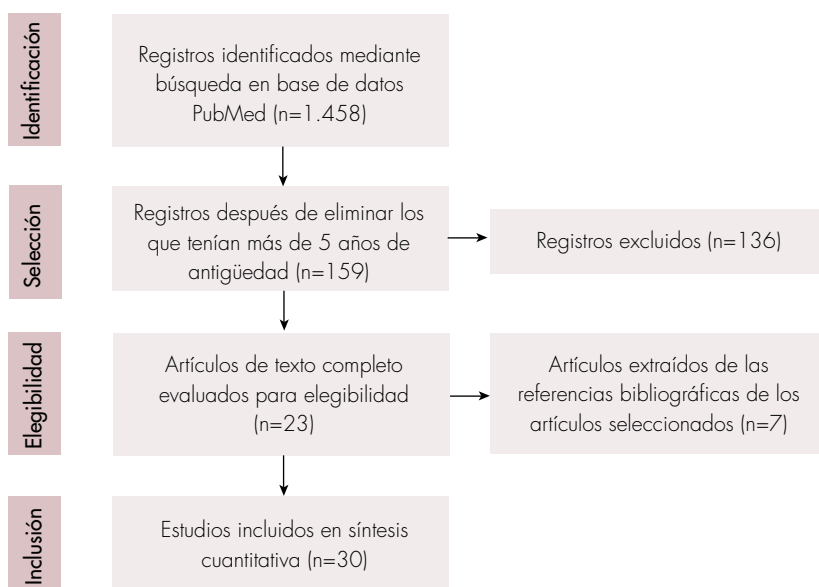 Identificación
Registros identificados mediante
búsqueda en base de datos
PubMed (n=1.458)
Selección
Registros después de eliminar los
que tenían más de 5 años de
antigüedad (n=159)
Registros excluidos (n=136)
Elegibilidad
Artículos de texto completo
evaluados para elegibilidad
(n=23)
Artículos extraídos de las
referencias bibliográficas de los
artículos seleccionados (n=7)
Inclusión
Estudios incluidos en síntesis
cuantitativa (n=30)